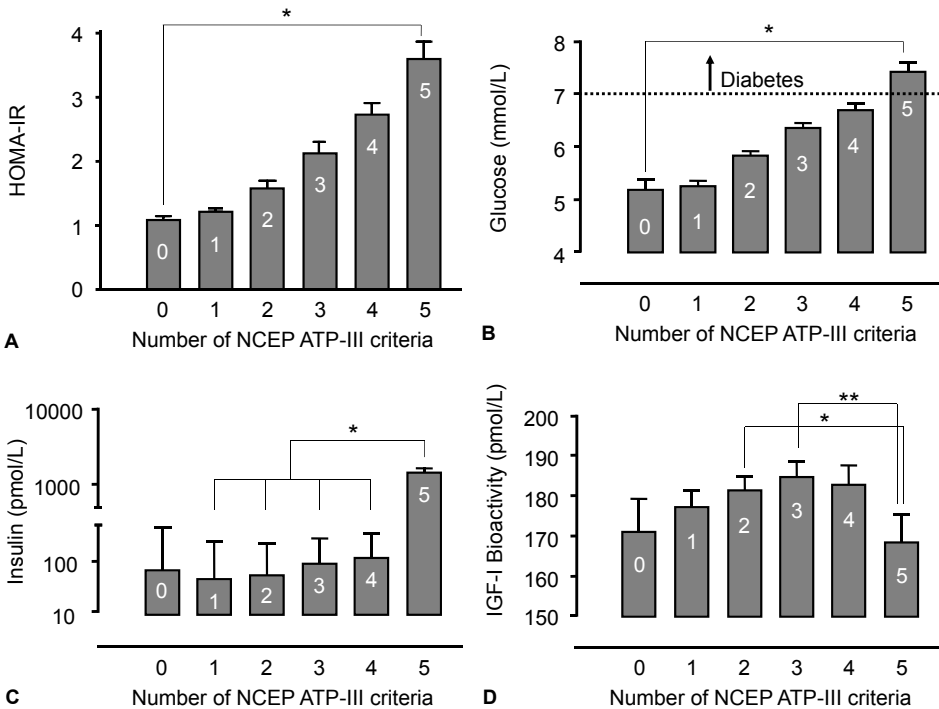 *
HOMA-IR
4
3
2
1
0
0
1
2
3
4
5
0 1 2 3 4 5
Number of NCEP ATP-III criteria
A
*
Glucose (mmol/L)
8
7
6
5
4
Diabetes
0
1
2
3
4
5
0 1 2 3 4 5
Number of NCEP ATP-III criteria
B
*
Insulin (pmol/L)
10000
1000
100
10
0
1
2
3
4
5
0 1 2 3 4 5
Number of NCEP ATP-III criteria
C
**
*
IGF-I Bioactivity (pmol/L)
200
190
180
170
160
150
0
1
2
3
4
5
0 1 2 3 4 5
Number of NCEP ATP-III criteria
D